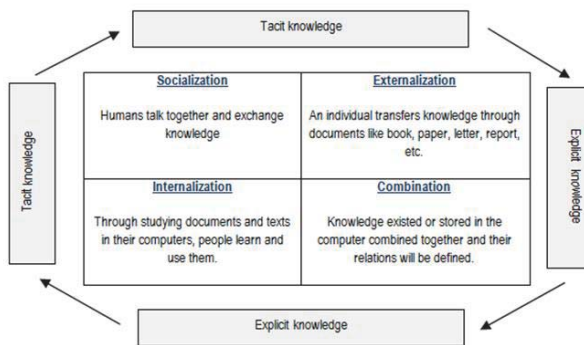 Tacit knowledge
Tacit knowledge
Socialization
Humans talk together and exchange
knowledge
Externalization
An individual transfers knowledge through
documents like book, paper, letter, report,
etc.
Explicit knowledge
Internalization
Through studying documents and texts
in their computers, people learn and
use them.
Combination
Knowledge existed or stored in the
computer combined together and their
relations will be defined.
Explicit knowledge